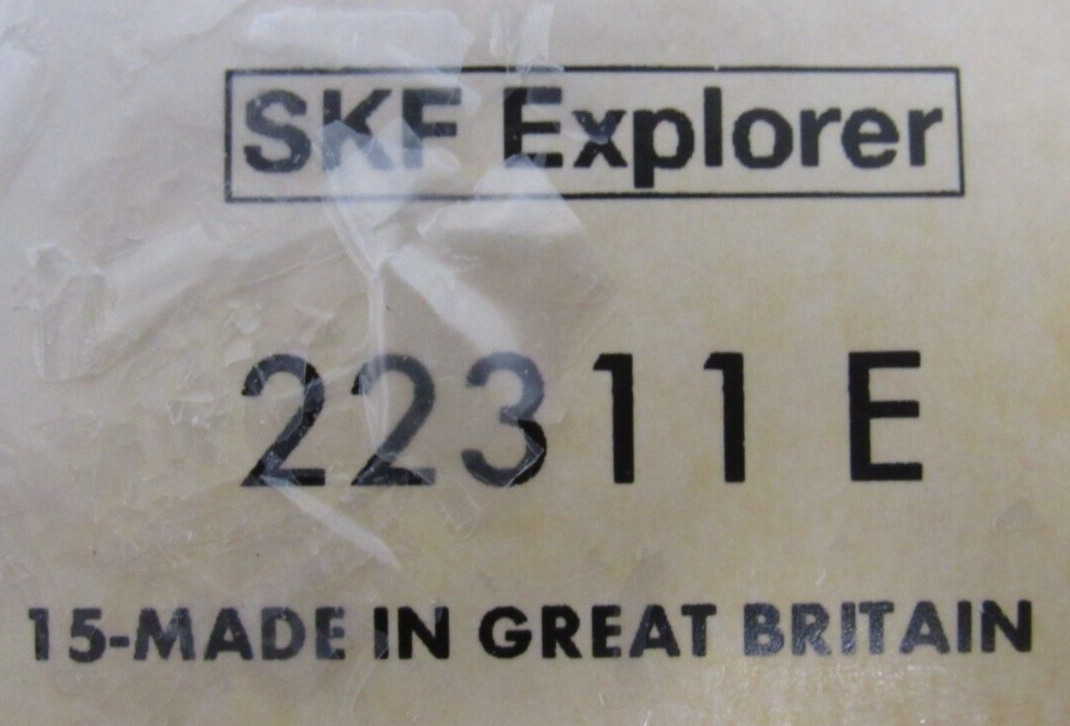 SKF Explorer
22311 E
15-MADE IN GREAT BRITAIN